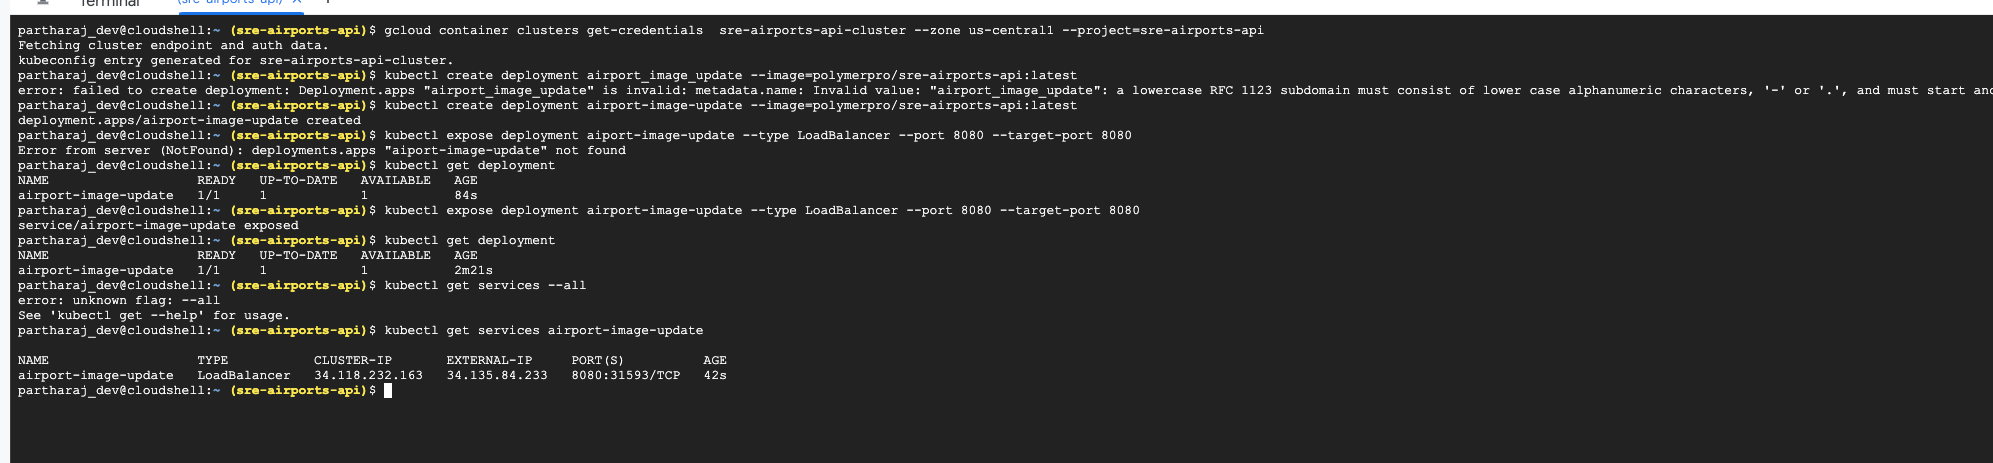 Terminal
(sre-airports-api) × +
partharaj_dev@cloudshell:~ (sre-airports-api)$ gcloud container clusters get-credentials  sre-airports-api-cluster --zone us-central1 --project=sre-airports-api
Fetching cluster endpoint and auth data.
kubeconfig entry generated for sre-airports-api-cluster.
partharaj_dev@cloudshell:~ (sre-airports-api)$ kubectl create deployment airport_image_update --image=polymerpro/sre-airports-api:latest
error: failed to create deployment: Deployment.apps "airport_image_update" is invalid: metadata.name: Invalid value: "airport_image_update": a lowercase RFC 1123 subdomain must consist of lower case alphanumeric characters, '-' or '.', and must start and
partharaj_dev@cloudshell:~ (sre-airports-api)$ kubectl create deployment airport-image-update --image=polymerpro/sre-airports-api:latest
deployment.apps/airport-image-update created
partharaj_dev@cloudshell:~ (sre-airports-api)$ kubectl expose deployment aiport-image-update --type LoadBalancer --port 8080 --target-port 8080
Error from server (NotFound): deployments.apps "aiport-image-update" not found
partharaj_dev@cloudshell:~ (sre-airports-api)$ kubectl get deployment
NAME                   READY   UP-TO-DATE   AVAILABLE   AGE
airport-image-update   1/1     1            1           84s
partharaj_dev@cloudshell:~ (sre-airports-api)$ kubectl expose deployment airport-image-update --type LoadBalancer --port 8080 --target-port 8080
service/airport-image-update exposed
partharaj_dev@cloudshell:~ (sre-airports-api)$ kubectl get deployment
NAME                   READY   UP-TO-DATE   AVAILABLE   AGE
airport-image-update   1/1     1            1           2m21s
partharaj_dev@cloudshell:~ (sre-airports-api)$ kubectl get services --all
error: unknown flag: --all
See 'kubectl get --help' for usage.
partharaj_dev@cloudshell:~ (sre-airports-api)$ kubectl get services airport-image-update
NAME                   TYPE           CLUSTER-IP       EXTERNAL-IP     PORT(S)          AGE
airport-image-update   LoadBalancer   34.118.232.163   34.135.84.233   8080:31593/TCP   42s
partharaj_dev@cloudshell:~ (sre-airports-api)$